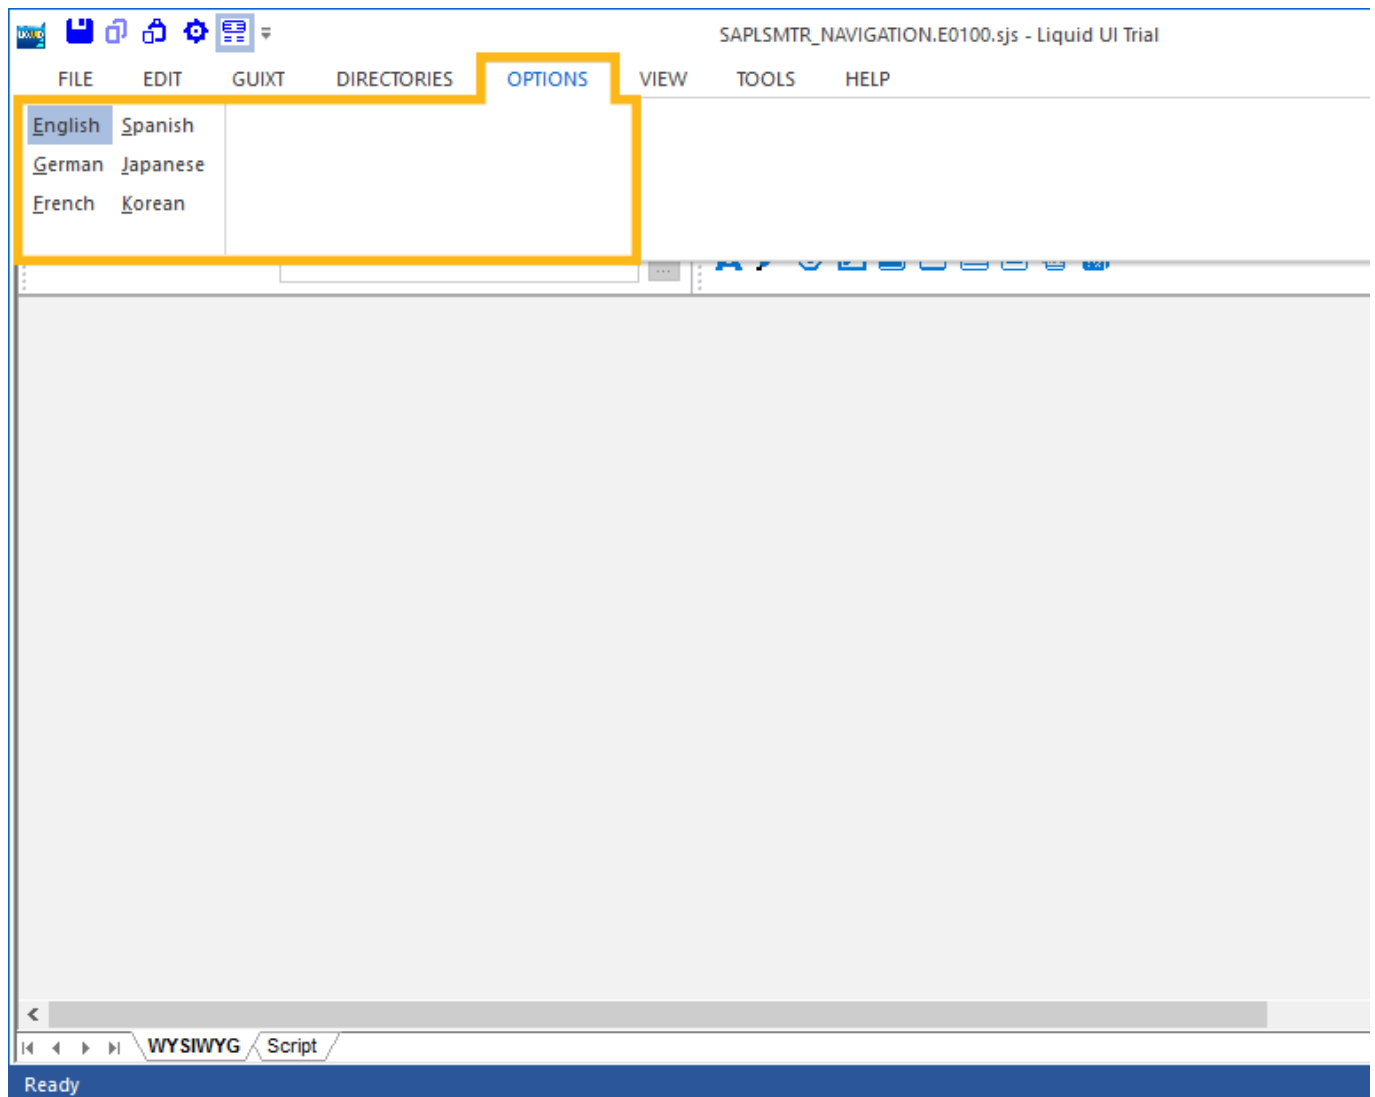 SAPLSMTR_NAVIGATION.E0100.sjs - Liquid UI Trial
FILE EDIT GUIXT DIRECTORIES OPTIONS VIEW TOOLS HELP
English Spanish
German Japanese
French Korean
...
WYSIWYG Script
Ready